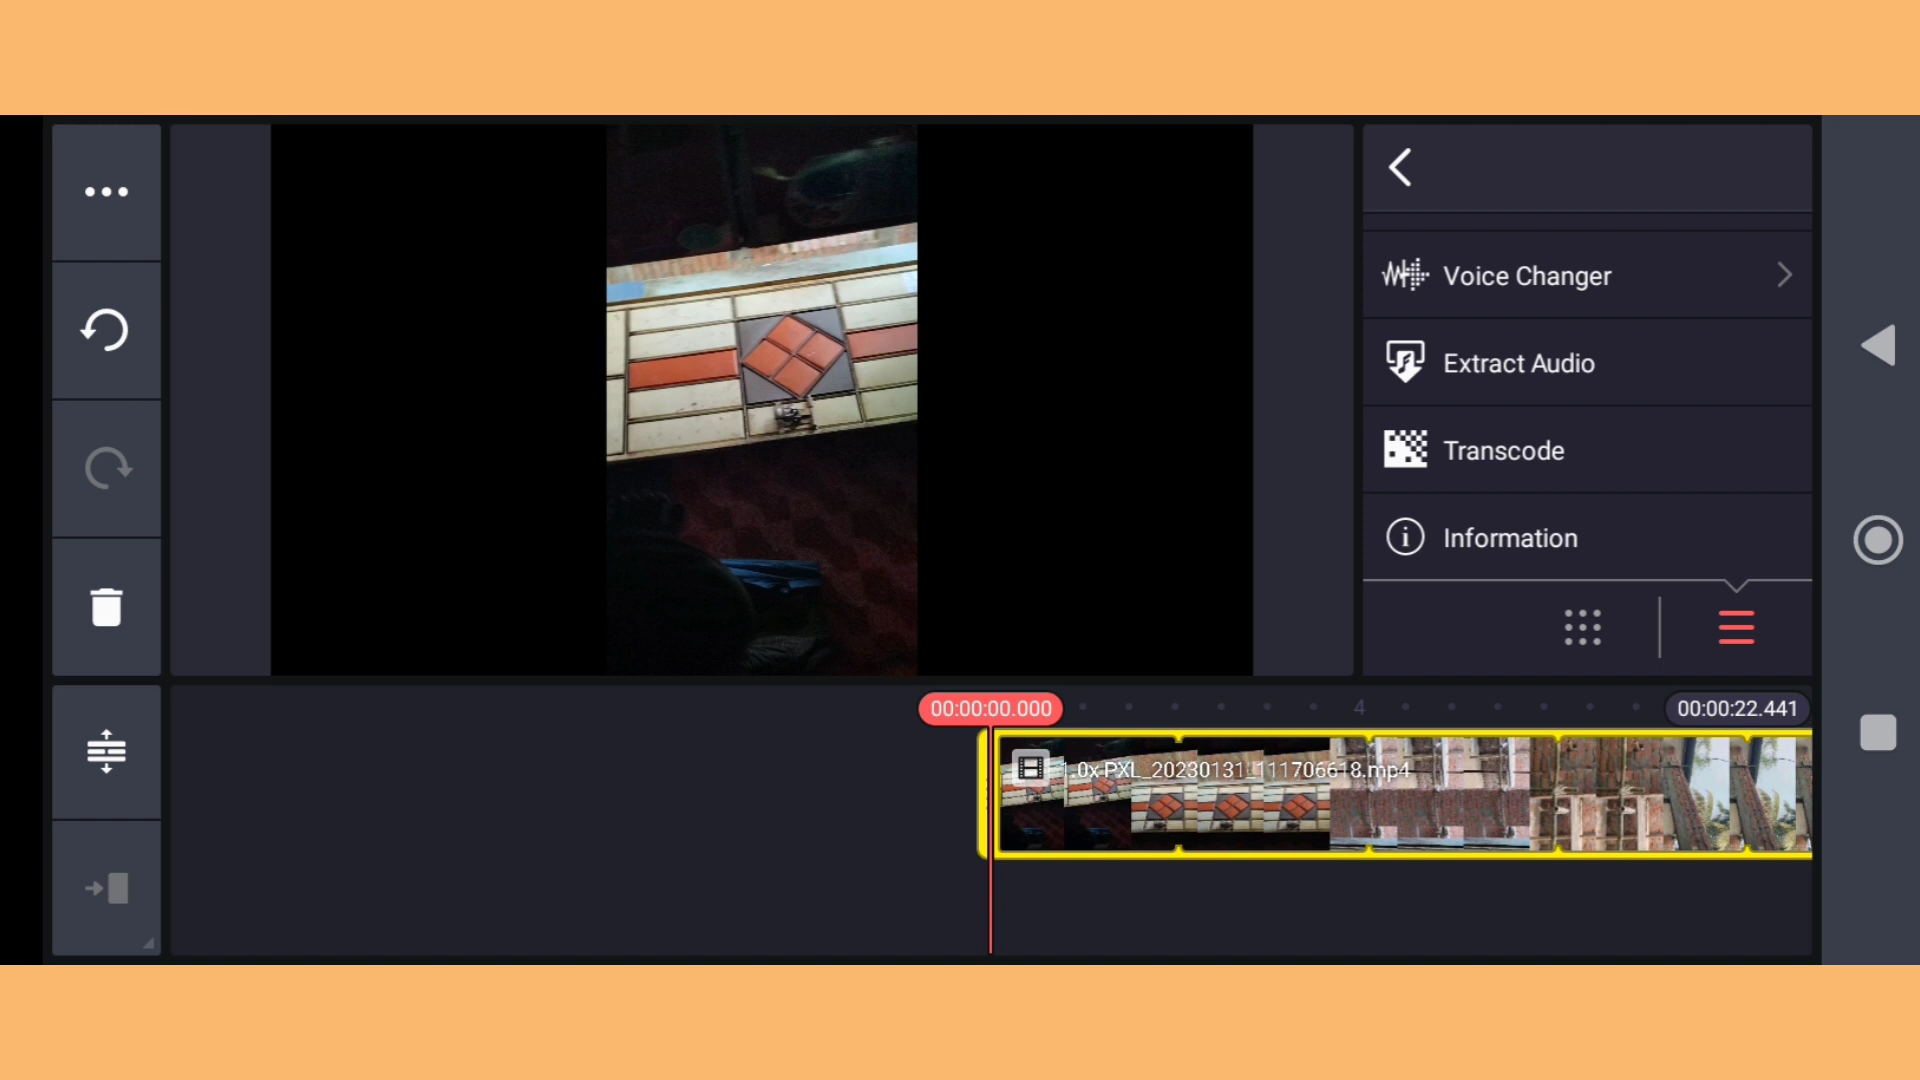 Voice Changer
Extract Audio
Transcode
Information
00:00:00.000
4
00:00:22.441
1.0x PXL_20230131_111706618.mp4